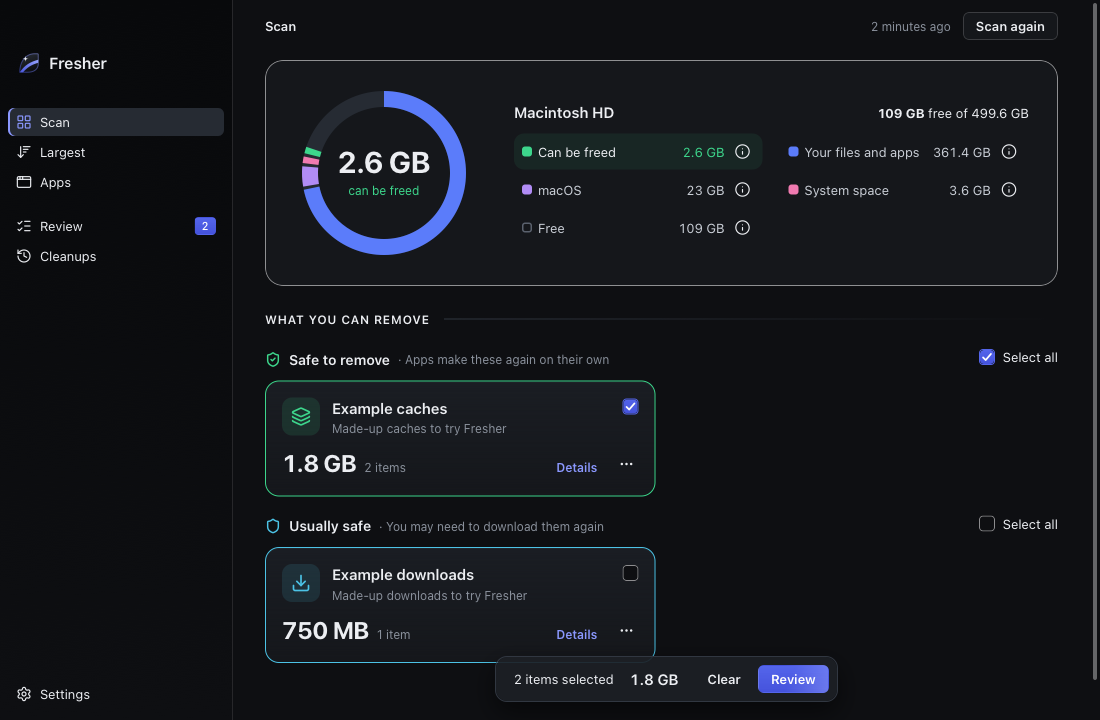 Fresher
Scan
Largest
Apps
Review 2
Cleanups
Settings
Scan
2 minutes ago
Scan again
2.6 GB
can be freed
Macintosh HD
109 GB free of 499.6 GB
Can be freed 2.6 GB
Your files and apps 361.4 GB
macOS 23 GB
System space 3.6 GB
Free 109 GB
WHAT YOU CAN REMOVE
Safe to remove · Apps make these again on their own
Select all
Example caches
Made-up caches to try Fresher
1.8 GB 2 items
Details
Usually safe · You may need to download them again
Select all
Example downloads
Made-up downloads to try Fresher
750 MB 1 item
Details
2 items selected 1.8 GB Clear Review